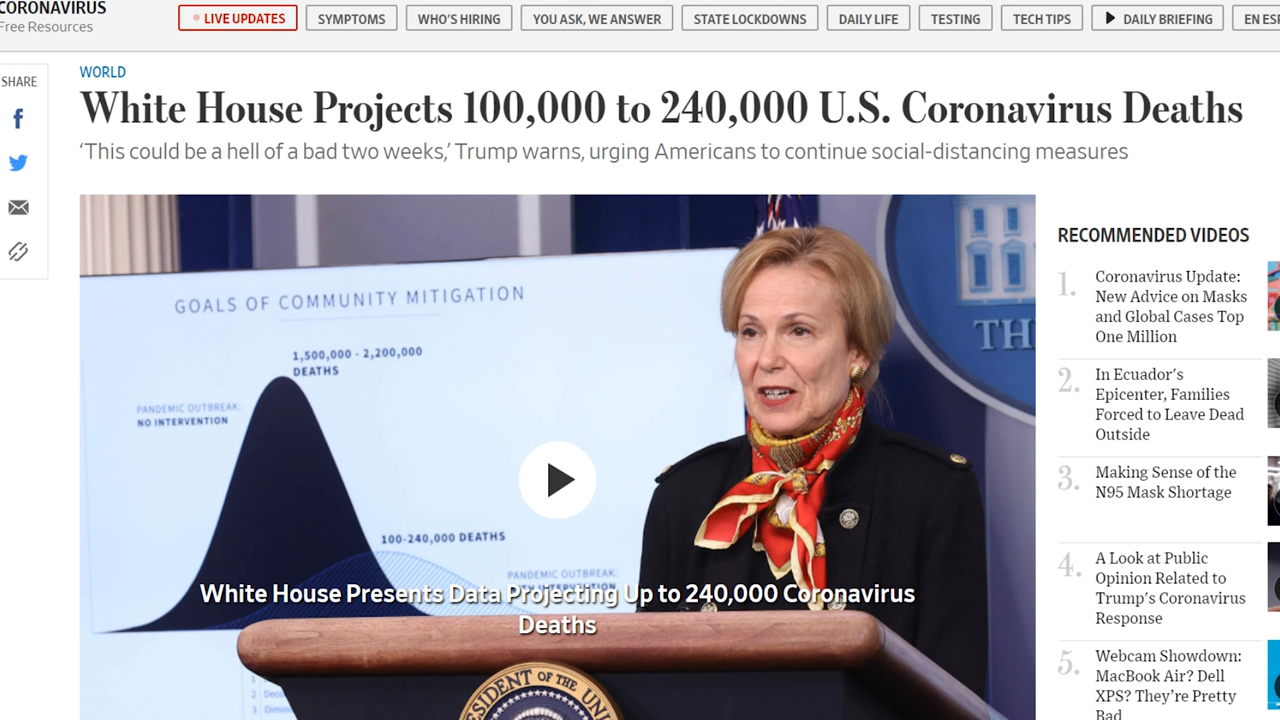 CORONAVIRUS
Free Resources
LIVE UPDATES
SYMPTOMS
WHO'S HIRING
YOU ASK, WE ANSWER
STATE LOCKDOWNS
DAILY LIFE
TESTING
TECH TIPS
DAILY BRIEFING
EN
SHARE
WORLD
White House Projects 100,000 to 240,000 U.S. Coronavirus Deaths
‘This could be a hell of a bad two weeks,’ Trump warns, urging Americans to continue social-distancing measures
GOALS OF COMMUNITY MITIGATION
1,500,000 - 2,200,000
DEATHS
PANDEMIC OUTBREAK:
NO INTERVENTION
100-240,000 DEATHS
PANDEMIC OUTBREAK:
White House Presents Data Projecting Up to 240,000 Coronavirus
Deaths
TH
OF THE
RECOMMENDED VIDEOS
1. Coronavirus Update:
New Advice on Masks
and Global Cases Top
One Million
2. In Ecuador's
Epicenter, Families
Forced to Leave Dead
Outside
3. Making Sense of the
N95 Mask Shortage
4. A Look at Public
Opinion Related to
Trump's Coronavirus
Response
5. Webcam Showdown:
MacBook Air? Dell
XPS? They're Pretty
Bad